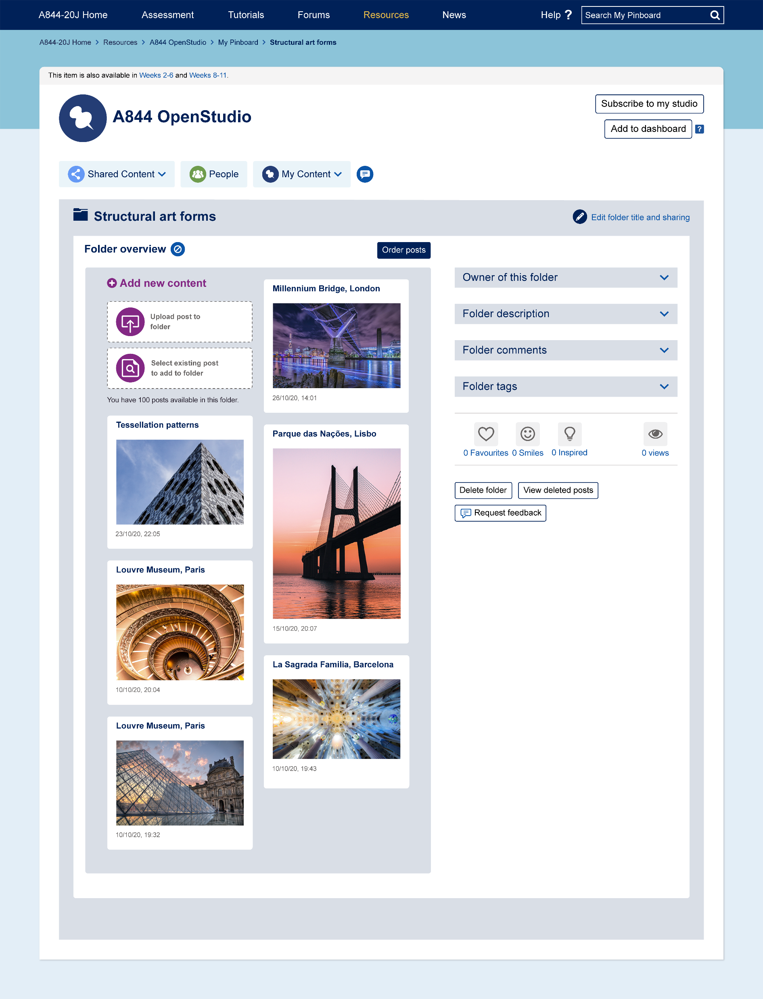 A844-20J Home Assessment Tutorials Forums Resources News Help ? Search My Pinboard
A844-20J Home > Resources > A844 OpenStudio > My Pinboard > Structural art forms
This item is also available in Weeks 2-6 and Weeks 8-11.
A844 OpenStudio
Subscribe to my studio
Add to dashboard ?
Shared Content People My Content
Structural art forms
Edit folder title and sharing
Folder overview
Order posts
Add new content
Upload post to
folder
Select existing post
to add to folder
You have 100 posts available in this folder.
Millennium Bridge, London
26/10/20, 14:01
Tessellation patterns
23/10/20, 22:05
Parque das Nações, Lisbo
15/10/20, 20:07
Louvre Museum, Paris
10/10/20, 20:04
La Sagrada Familia, Barcelona
10/10/20, 19:43
Louvre Museum, Paris
10/10/20, 19:32
Owner of this folder
Folder description
Folder comments
Folder tags
0 Favourites 0 Smiles 0 Inspired 0 views
Delete folder View deleted posts
Request feedback